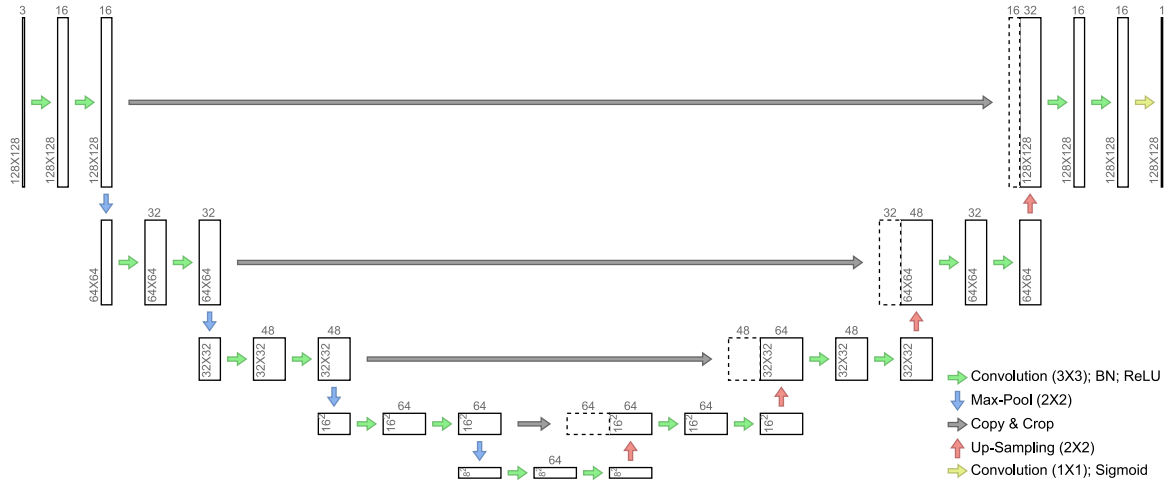 3 16 16 16 32 16 16 1
128X128 128X128 128X128 128X128 128X128 128X128 128X128
32 32 32 48 32
64X64 64X64 64X64 64X64 64X64 64X64
48 48 48 64 48
32X32 32X32 32X32 32X32 32X32 32X32
64 64 64 64 64
16² 16² 16² 16² 16² 16²
64
8² 8² 8²
Convolution (3X3); BN; ReLU
Max-Pool (2X2)
Copy & Crop
Up-Sampling (2X2)
Convolution (1X1); Sigmoid